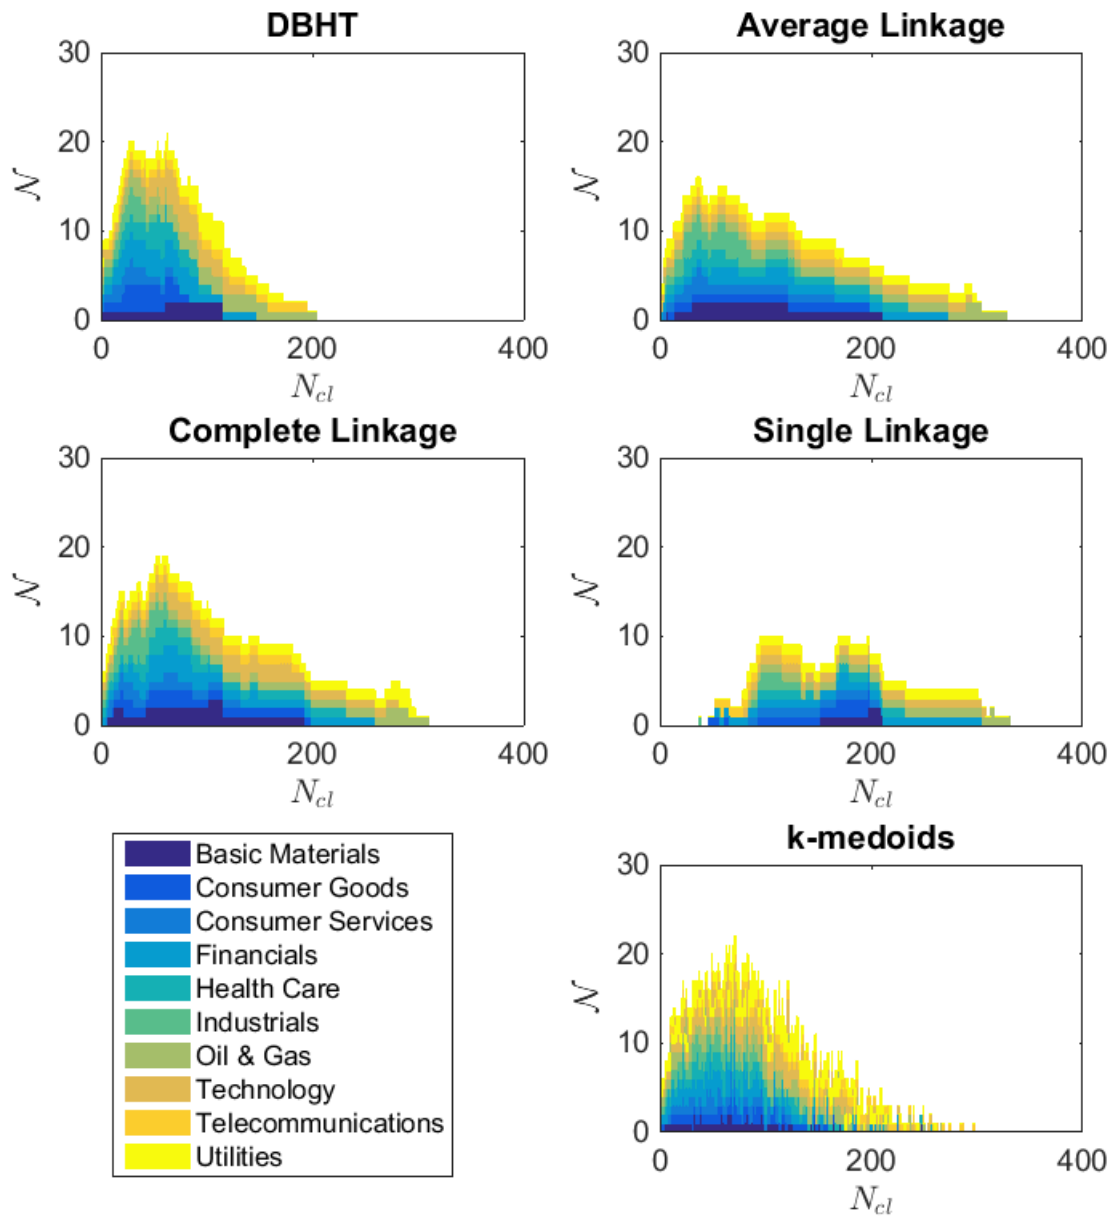 DBHT
30
20
10
0
𝒩
0 200 400
N_cl
Average Linkage
30
20
10
0
𝒩
0 200 400
N_cl
Complete Linkage
30
20
10
0
𝒩
0 200 400
N_cl
Single Linkage
30
20
10
0
𝒩
0 200 400
N_cl
Basic Materials
Consumer Goods
Consumer Services
Financials
Health Care
Industrials
Oil & Gas
Technology
Telecommunications
Utilities
k-medoids
30
20
10
0
𝒩
0 200 400
N_cl